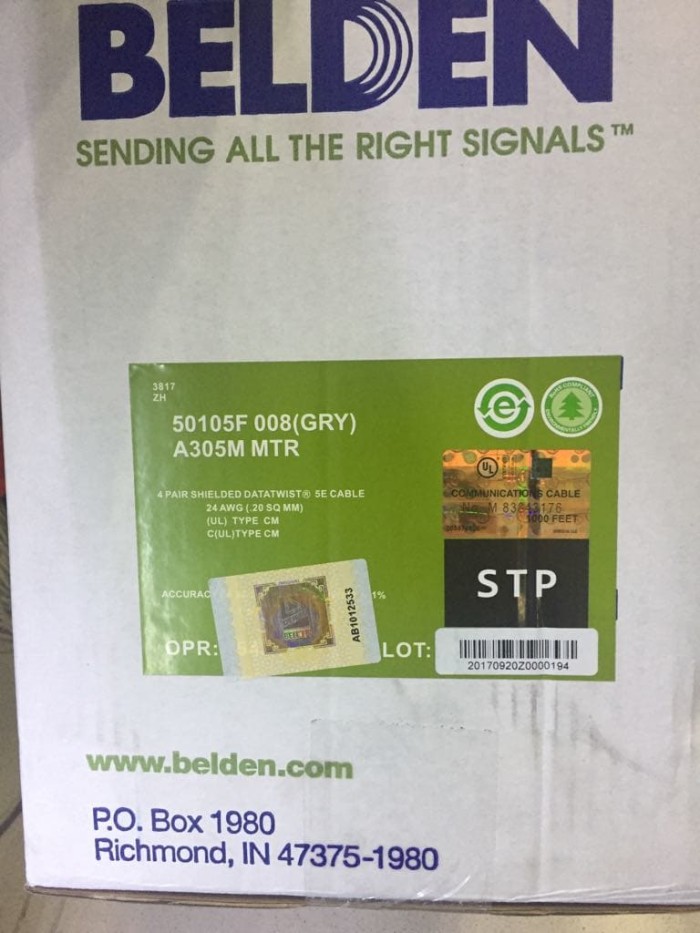 BELDEN
SENDING ALL THE RIGHT SIGNALS™
3817
ZH
50105F 008(GRY)
A305M MTR
4 PAIR SHIELDED DATATWIST® 5E CABLE
24 AWG (.20 SQ MM)
(UL) TYPE CM
C(UL)TYPE CM
UL
COMMUNICATIONS CABLE
1000 FEET
STP
ACCURAC
1%
AB1012533
OPR:
LOT:
20170920Z0000194
www.belden.com
P.O. Box 1980
Richmond, IN 47375-1980